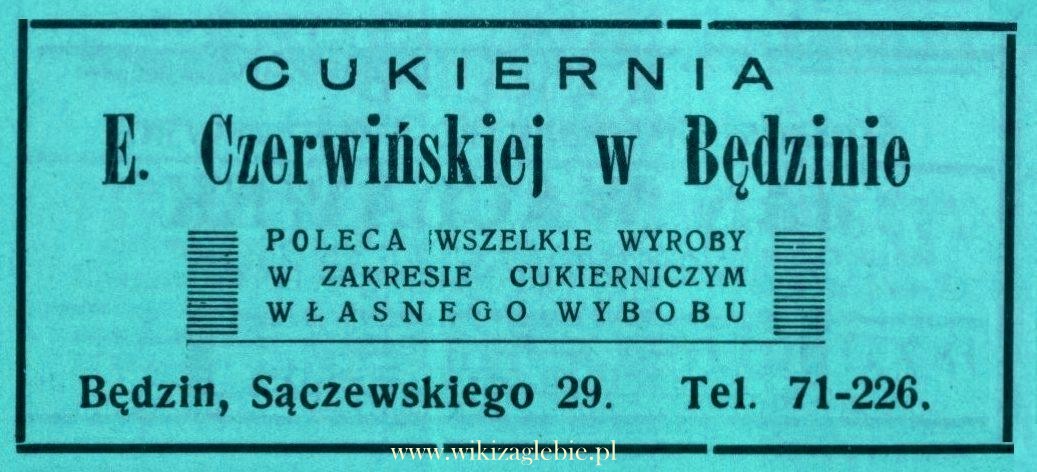 CUKIERNIA
E. Czerwińskiej w Będzinie
POLECA WSZELKIE WYROBY
W ZAKRESIE CUKIERNICZYM
WŁASNEGO WYBOBU
Będzin, Sączewskiego 29. Tel. 71-226.
www.wikizaglebie.pl